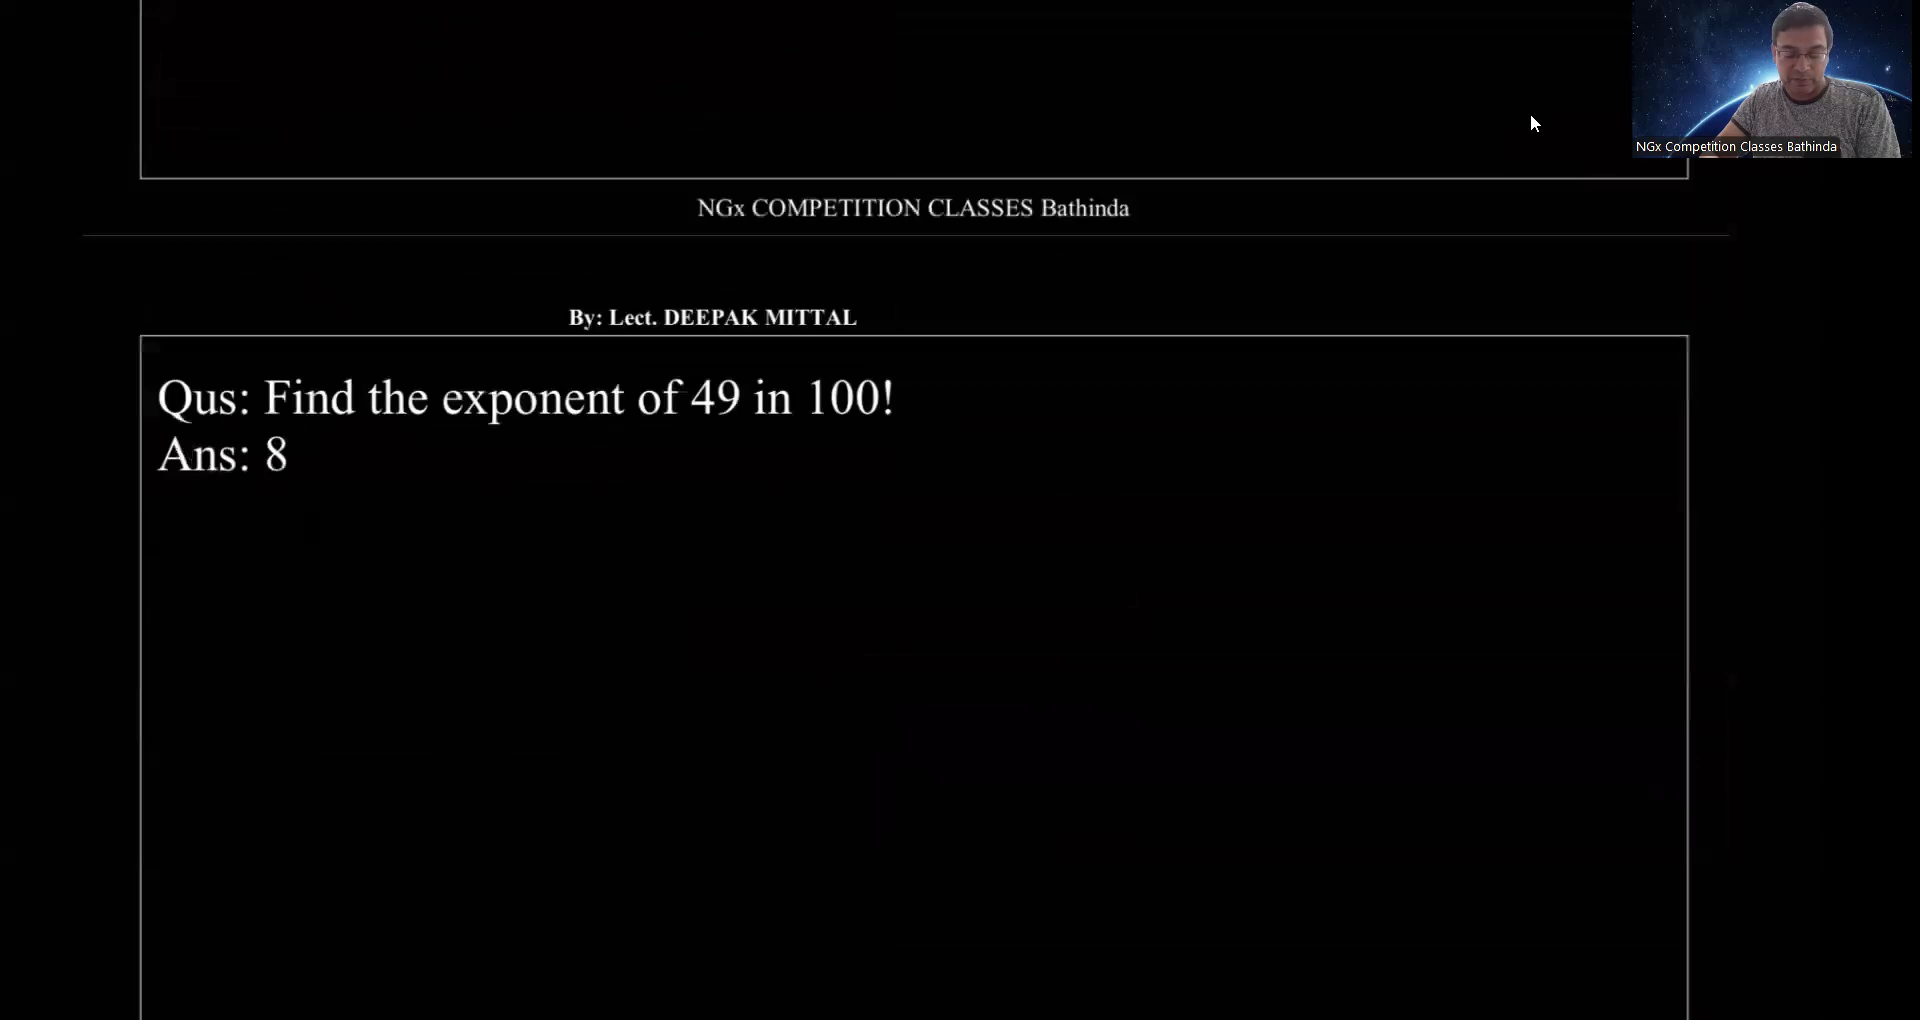 NGx Competition Classes Bathinda
NGx COMPETITION CLASSES Bathinda
By: Lect. DEEPAK MITTAL
Qus: Find the exponent of 49 in 100!
Ans: 8